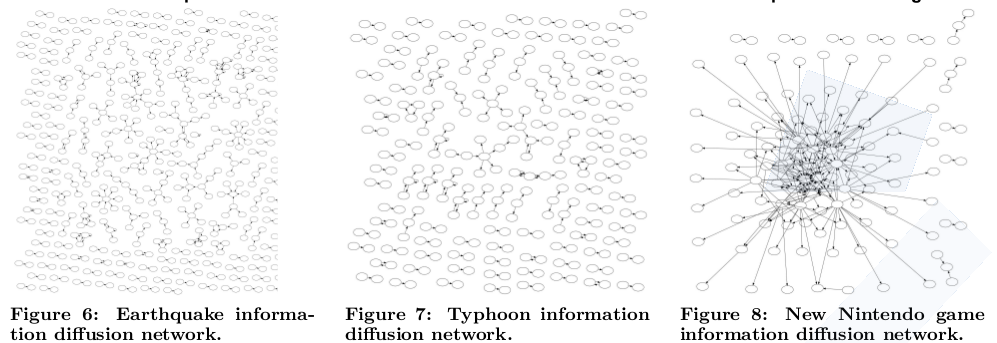 Figure 6: Earthquake informa-
tion diffusion network.
Figure 7: Typhoon information
diffusion network.
Figure 8: New Nintendo game
information diffusion network.